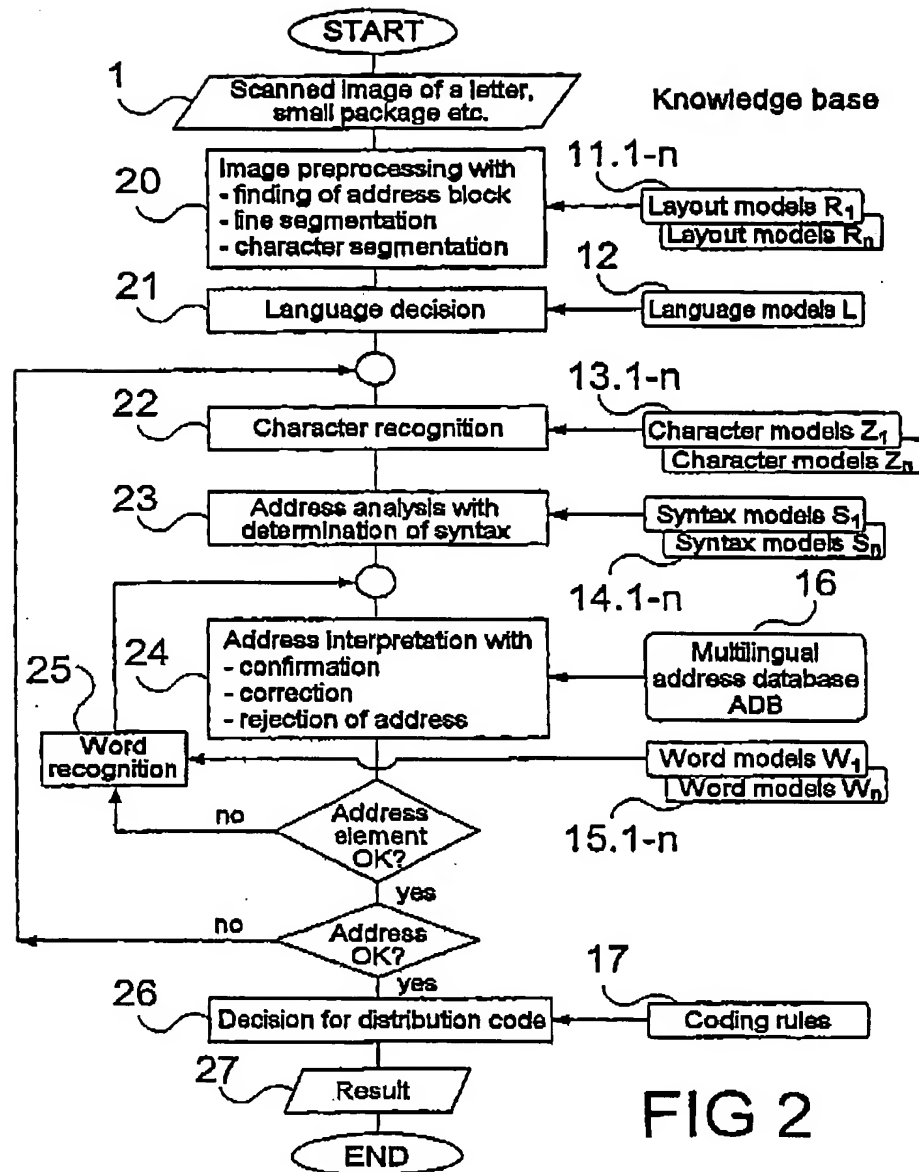 START
1
Scanned image of a letter,
small package etc.
Knowledge base
20
Image preprocessing with
- finding of address block
- line segmentation
- character segmentation
11.1-n
Layout models R1
Layout models Rn
21
Language decision
12
Language models L
22
Character recognition
13.1-n
Character models Z1
Character models Zn
23
Address analysis with
determination of syntax
Syntax models S1
Syntax models Sn
14.1-n
24
Address interpretation with
- confirmation
- correction
- rejection of address
16
Multilingual
address database
ADB
25
Word
recognition
Word models W1
Word models Wn
15.1-n
no
Address
element
OK?
yes
no
Address
OK?
yes
26
Decision for distribution code
17
Coding rules
27
Result
END
FIG 2